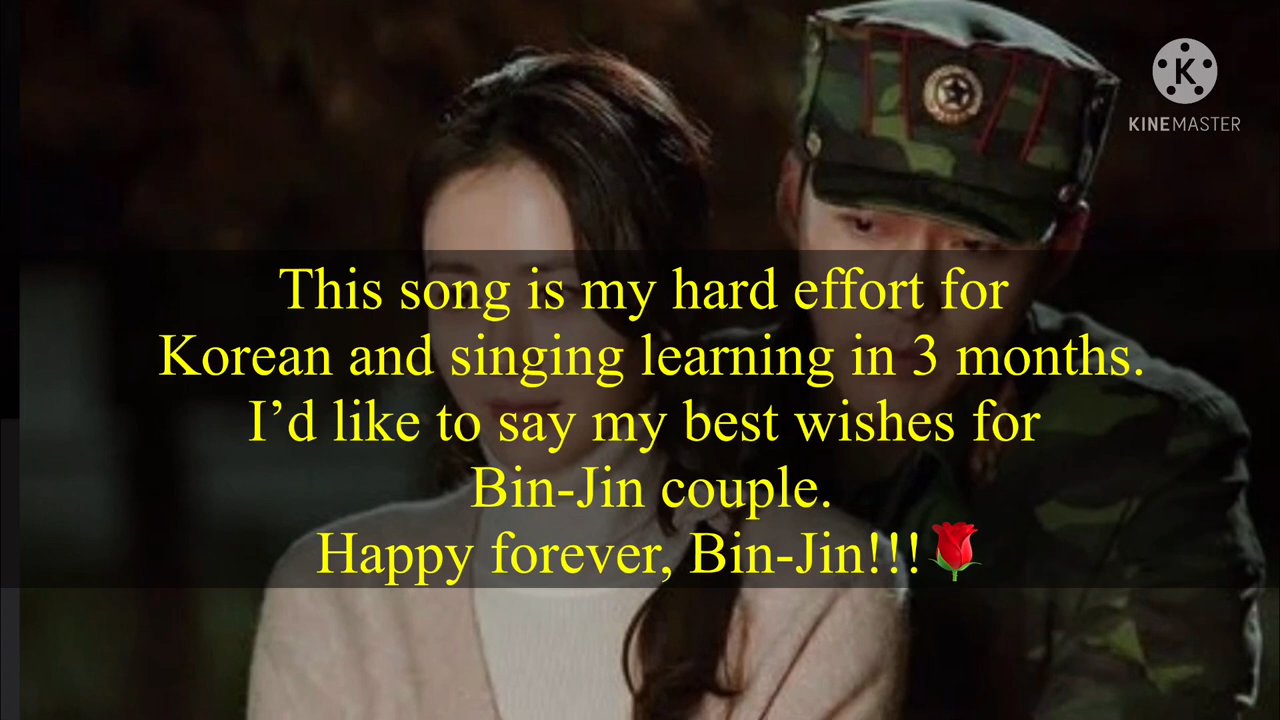 KINEMASTER
This song is my hard effort for
Korean and singing learning in 3 months.
I’d like to say my best wishes for
Bin-Jin couple.
Happy forever, Bin-Jin!!!🌹